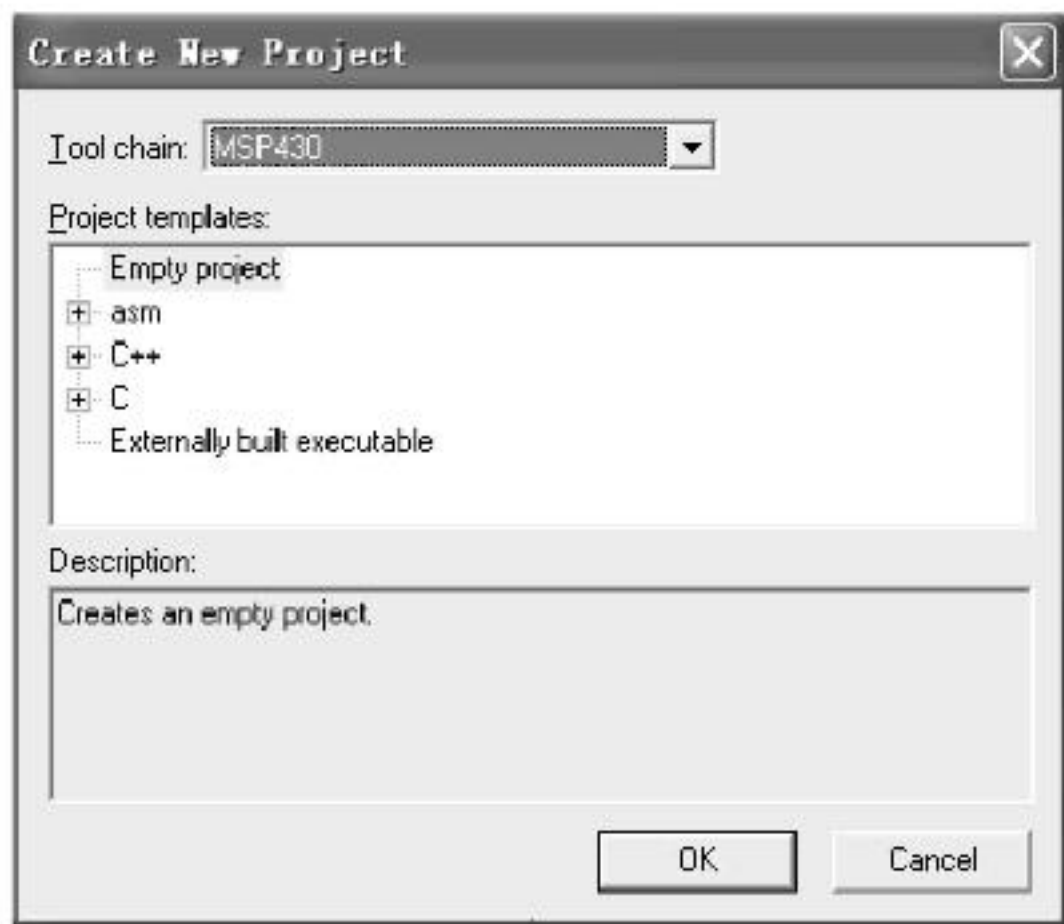 Create New Project
Tool chain: MSP430
Project templates:
Empty project
asm
C++
C
Externally built executable
Description:
Creates an empty project.
OK
Cancel